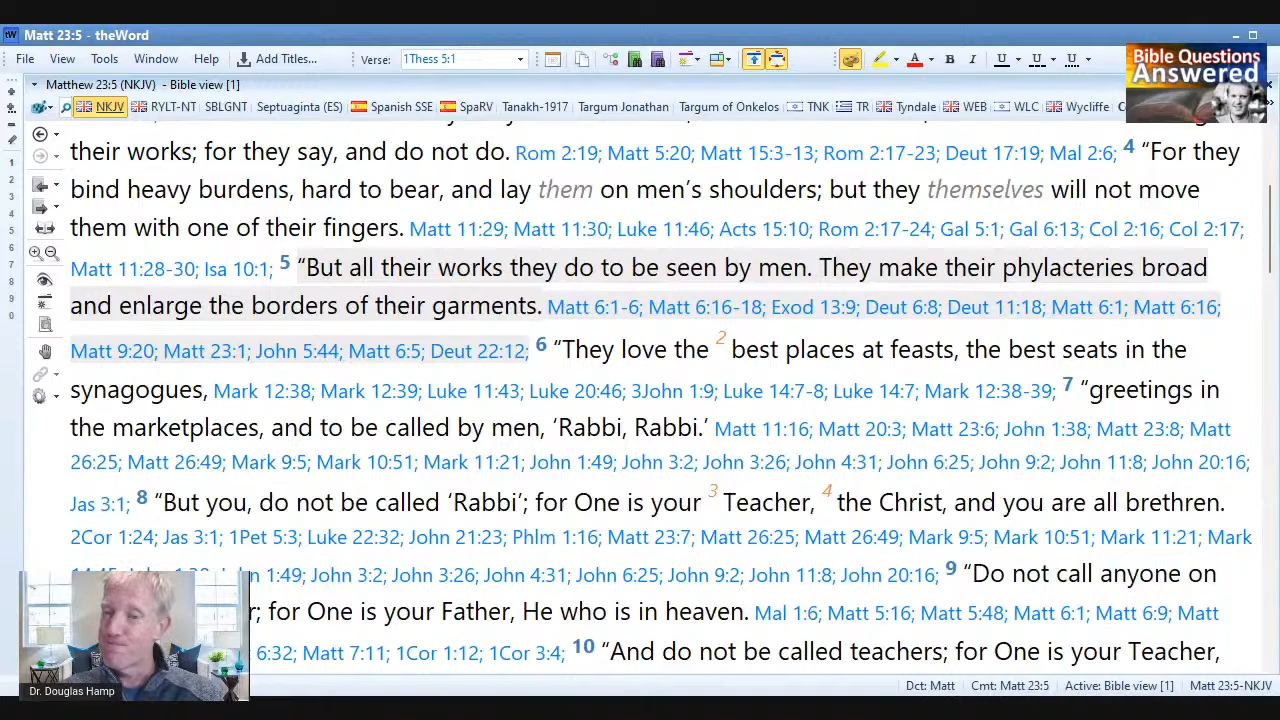 Matt 23:5 - theWord
File View Tools Window Help Add Titles... Verse: 1Thess 5:1
Bible Questions
Answered
Matthew 23:5 (NKJV) - Bible view [1]
NKJV RYLT-NT SBLGNT Septuaginta (ES) Spanish SSE SpaRV Tanakh-1917 Targum Jonathan Targum of Onkelos TNK TR Tyndale WEB WLC Wycliffe
their works; for they say, and do not do. Rom 2:19; Matt 5:20; Matt 15:3-13; Rom 2:17-23; Deut 17:19; Mal 2:6; 4 “For they
bind heavy burdens, hard to bear, and lay them on men’s shoulders; but they themselves will not move
them with one of their fingers. Matt 11:29; Matt 11:30; Luke 11:46; Acts 15:10; Rom 2:17-24; Gal 5:1; Gal 6:13; Col 2:16; Col 2:17;
Matt 11:28-30; Isa 10:1; 5 “But all their works they do to be seen by men. They make their phylacteries broad
and enlarge the borders of their garments. Matt 6:1-6; Matt 6:16-18; Exod 13:9; Deut 6:8; Deut 11:18; Matt 6:1; Matt 6:16;
Matt 9:20; Matt 23:1; John 5:44; Matt 6:5; Deut 22:12; 6 “They love the 2 best places at feasts, the best seats in the
synagogues, Mark 12:38; Mark 12:39; Luke 11:43; Luke 20:46; 3John 1:9; Luke 14:7-8; Luke 14:7; Mark 12:38-39; 7 “greetings in
the marketplaces, and to be called by men, ‘Rabbi, Rabbi.’ Matt 11:16; Matt 20:3; Matt 23:6; John 1:38; Matt 23:8; Matt
26:25; Matt 26:49; Mark 9:5; Mark 10:51; Mark 11:21; John 1:49; John 3:2; John 3:26; John 4:31; John 6:25; John 9:2; John 11:8; John 20:16;
Jas 3:1; 8 “But you, do not be called ‘Rabbi’; for One is your 3 Teacher, 4 the Christ, and you are all brethren.
2Cor 1:24; Jas 3:1; 1Pet 5:3; Luke 22:32; John 21:23; Phlm 1:16; Matt 23:7; Matt 26:25; Matt 26:49; Mark 9:5; Mark 10:51; Mark 11:21; Mark
John 1:49; John 3:2; John 3:26; John 4:31; John 6:25; John 9:2; John 11:8; John 20:16; 9 “Do not call anyone on
for One is your Father, He who is in heaven. Mal 1:6; Matt 5:16; Matt 5:48; Matt 6:1; Matt 6:9; Matt
6:32; Matt 7:11; 1Cor 1:12; 1Cor 3:4; 10 “And do not be called teachers; for One is your Teacher,
Dr. Douglas Hamp
Dct: Matt Cmt: Matt 23:5 Active: Bible view [1] Matt 23:5-NKJV